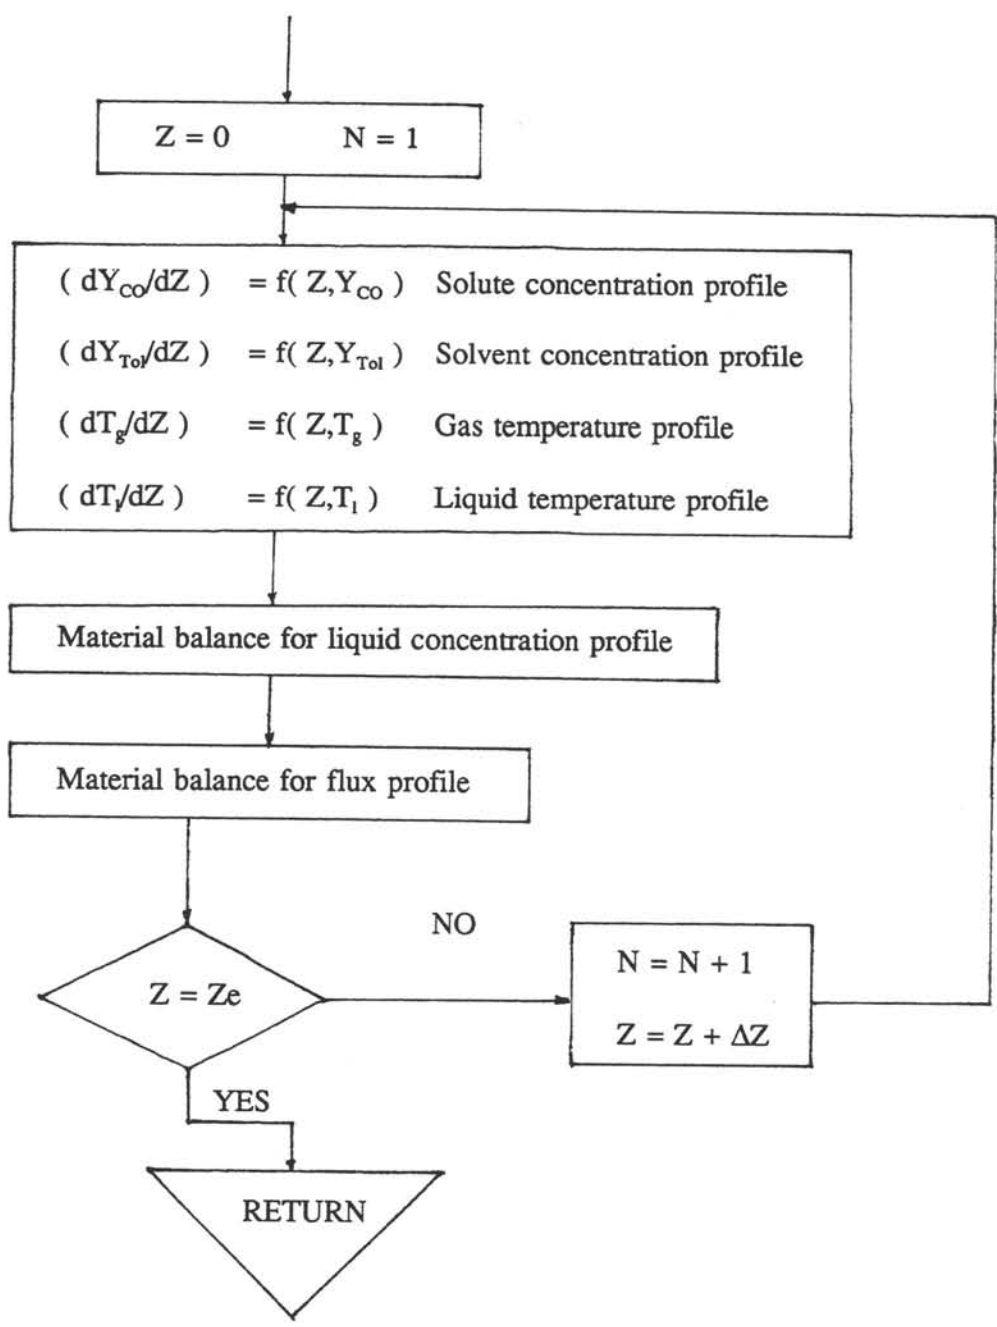 Z = 0 N = 1
( dY_CO/dZ ) = f( Z,Y_CO ) Solute concentration profile
( dY_Tol/dZ ) = f( Z,Y_Tol ) Solvent concentration profile
( dT_g/dZ ) = f( Z,T_g ) Gas temperature profile
( dT_l/dZ ) = f( Z,T_l ) Liquid temperature profile
Material balance for liquid concentration profile
Material balance for flux profile
NO
N = N + 1
Z = Ze
Z = Z + ΔZ
YES
RETURN